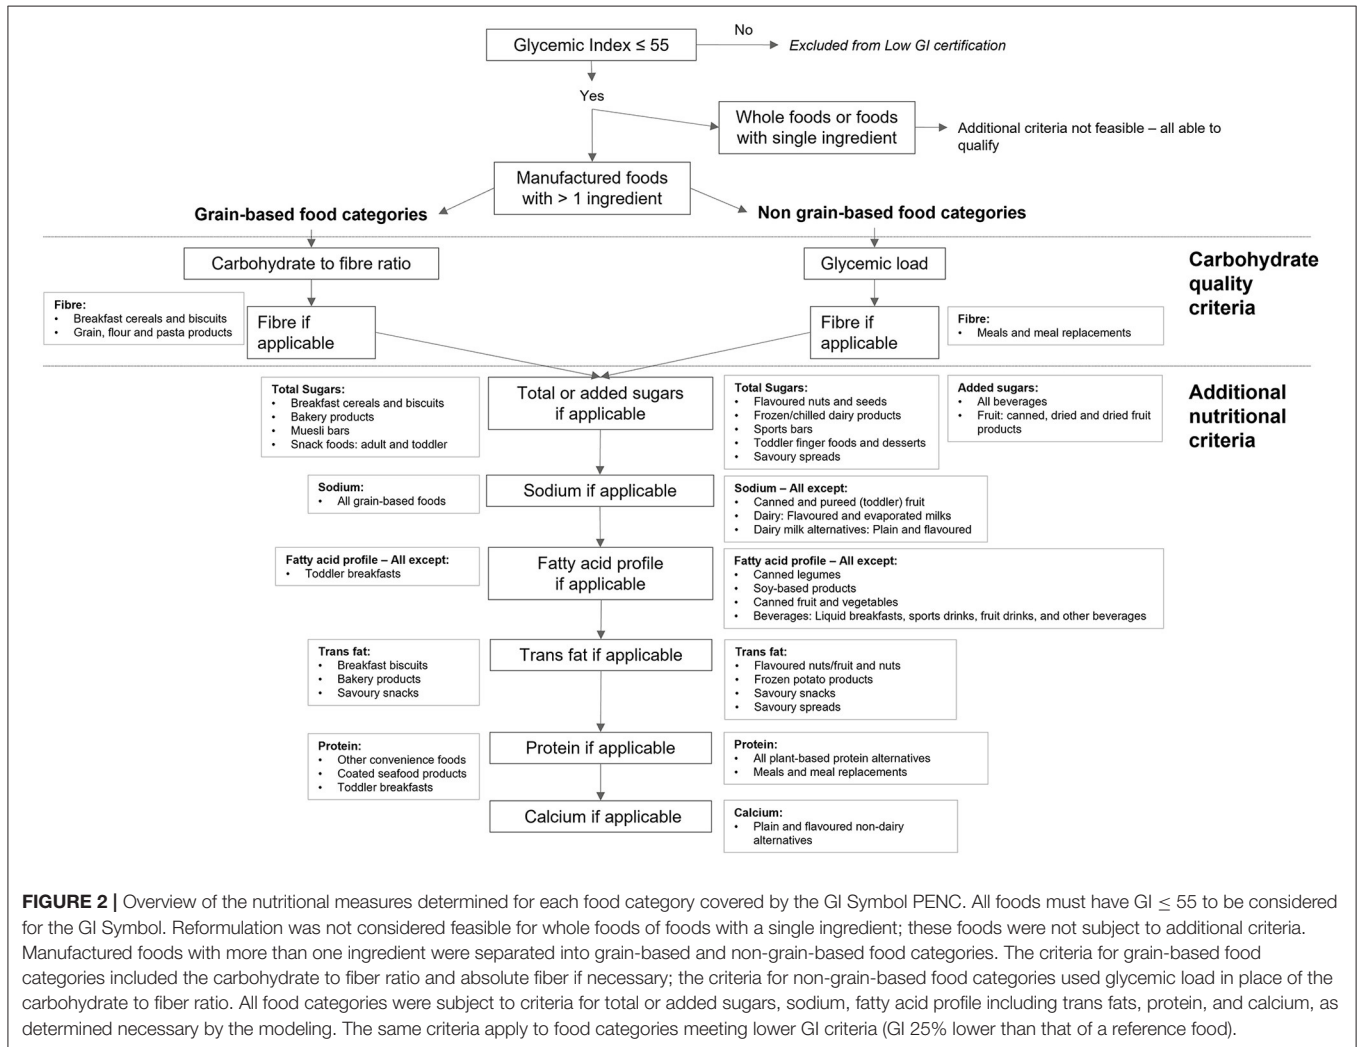 Glycemic Index ≤ 55
No
Excluded from Low GI certification
Yes
Whole foods or foods
with single ingredient
Additional criteria not feasible – all able to
qualify
Manufactured foods
with > 1 ingredient
Grain-based food categories
Non grain-based food categories
Carbohydrate to fibre ratio
Glycemic load
Carbohydrate
quality
criteria
Fibre:
• Breakfast cereals and biscuits
• Grain, flour and pasta products
Fibre if
applicable
Fibre if
applicable
Fibre:
• Meals and meal replacements
Total Sugars:
• Breakfast cereals and biscuits
• Bakery products
• Muesli bars
• Snack foods: adult and toddler
Total or added sugars
if applicable
Total Sugars:
• Flavoured nuts and seeds
• Frozen/chilled dairy products
• Sports bars
• Toddler finger foods and desserts
• Savoury spreads
Added sugars:
• All beverages
• Fruit: canned, dried and dried fruit
products
Additional
nutritional
criteria
Sodium:
• All grain-based foods
Sodium if applicable
Sodium – All except:
• Canned and pureed (toddler) fruit
• Dairy: Flavoured and evaporated milks
• Dairy milk alternatives: Plain and flavoured
Fatty acid profile – All except:
• Toddler breakfasts
Fatty acid profile
if applicable
Fatty acid profile – All except:
• Canned legumes
• Soy-based products
• Canned fruit and vegetables
• Beverages: Liquid breakfasts, sports drinks, fruit drinks, and other beverages
Trans fat:
• Breakfast biscuits
• Bakery products
• Savoury snacks
Trans fat if applicable
Trans fat:
• Flavoured nuts/fruit and nuts
• Frozen potato products
• Savoury snacks
• Savoury spreads
Protein:
• Other convenience foods
• Coated seafood products
• Toddler breakfasts
Protein if applicable
Protein:
• All plant-based protein alternatives
• Meals and meal replacements
Calcium if applicable
Calcium:
• Plain and flavoured non-dairy
alternatives
FIGURE 2 | Overview of the nutritional measures determined for each food category covered by the GI Symbol PENC. All foods must have GI ≤ 55 to be considered
for the GI Symbol. Reformulation was not considered feasible for whole foods of foods with a single ingredient; these foods were not subject to additional criteria.
Manufactured foods with more than one ingredient were separated into grain-based and non-grain-based food categories. The criteria for grain-based food
categories included the carbohydrate to fiber ratio and absolute fiber if necessary; the criteria for non-grain-based food categories used glycemic load in place of the
carbohydrate to fiber ratio. All food categories were subject to criteria for total or added sugars, sodium, fatty acid profile including trans fats, protein, and calcium, as
determined necessary by the modeling. The same criteria apply to food categories meeting lower GI criteria (GI 25% lower than that of a reference food).